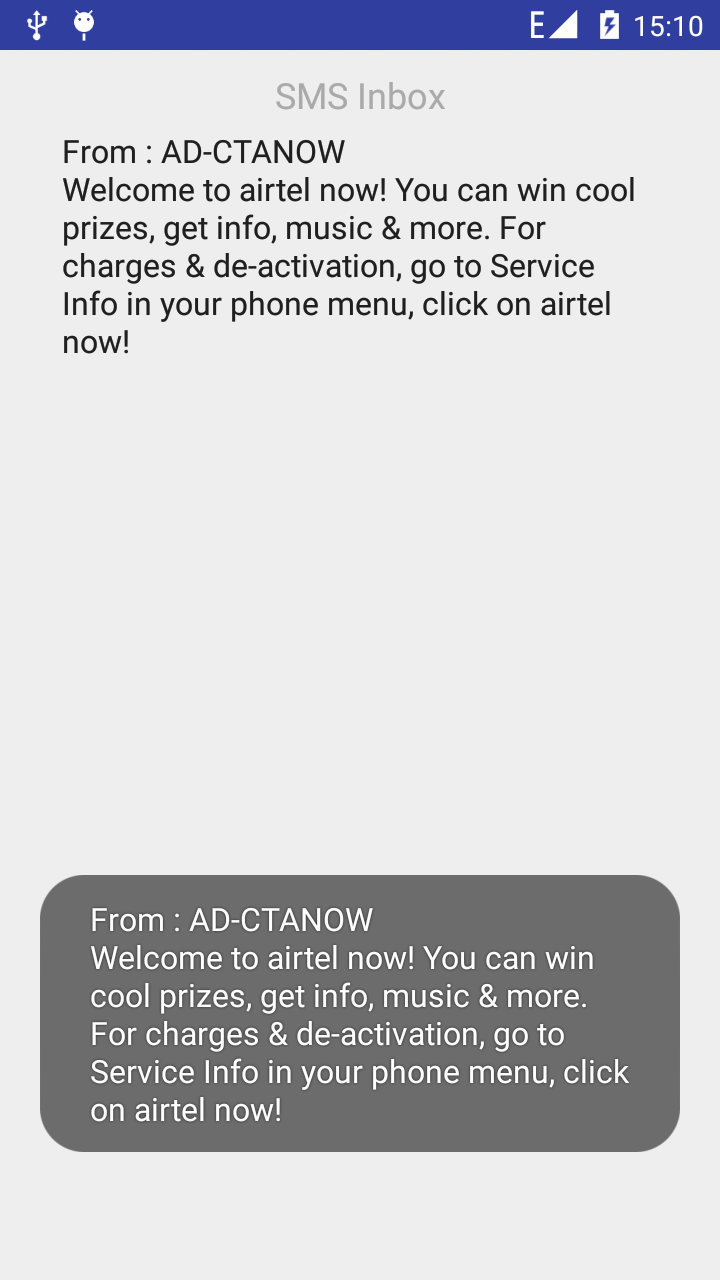 E 15:10
SMS Inbox
From : AD-CTANOW
Welcome to airtel now! You can win cool
prizes, get info, music & more. For
charges & de-activation, go to Service
Info in your phone menu, click on airtel
now!
From : AD-CTANOW
Welcome to airtel now! You can win
cool prizes, get info, music & more.
For charges & de-activation, go to
Service Info in your phone menu, click
on airtel now!